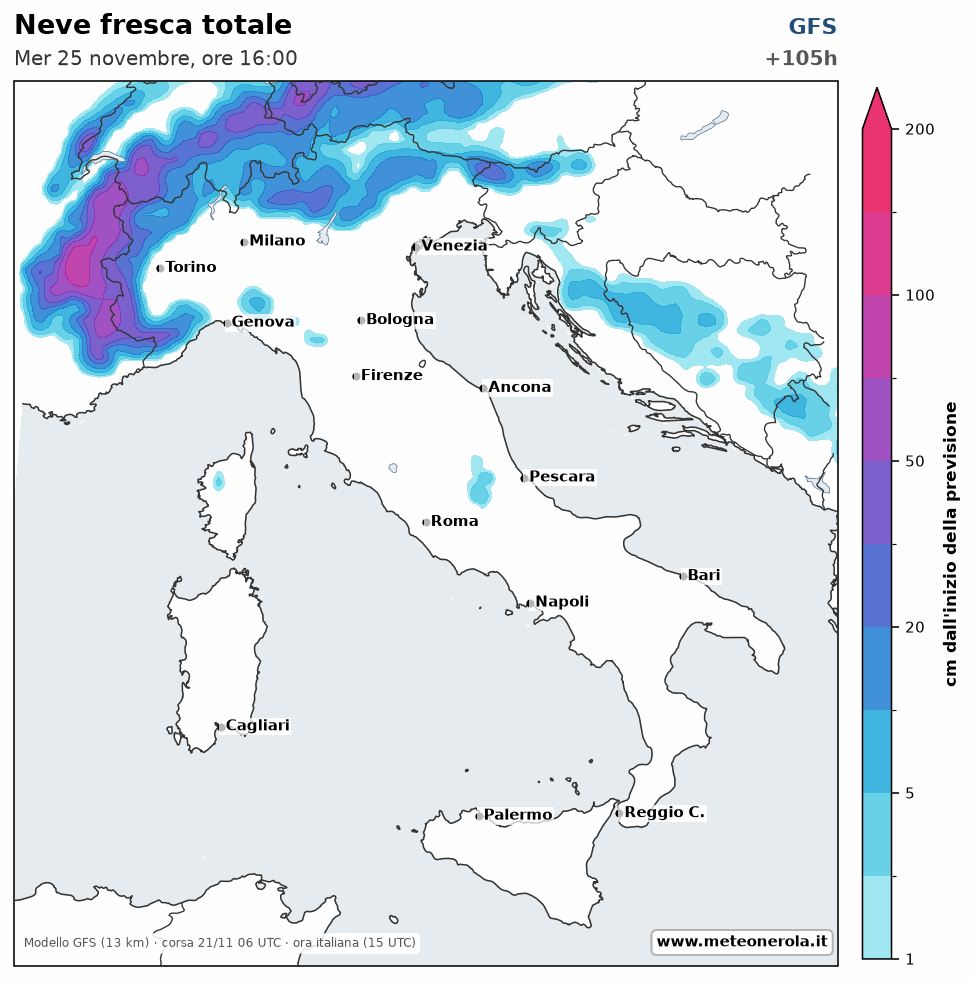 Neve fresca totale
GFS
Mer 25 novembre, ore 16:00
+105h
200
100
50
20
5
1
cm dall'inizio della previsione
Milano
Venezia
Torino
Genova
Bologna
Firenze
Ancona
Pescara
Roma
Bari
Napoli
Cagliari
Palermo
Reggio C.
Modello GFS (13 km) · corsa 21/11 06 UTC · ora italiana (15 UTC)
www.meteonerola.it